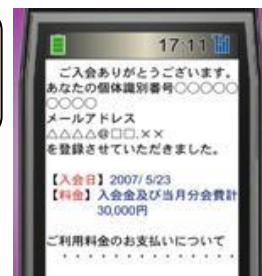 17:11
ご入会ありがとうございます。
あなたの個体識別番号○○○○○
○○○○
メールアドレス
△△△△@□□.××
を登録させていただきました。
【入会日】2007/ 5/23
【料金】入会金及び当月分会費計
30,000円
ご利用料金のお支払いについて
・・・・・・・・・・・・・・